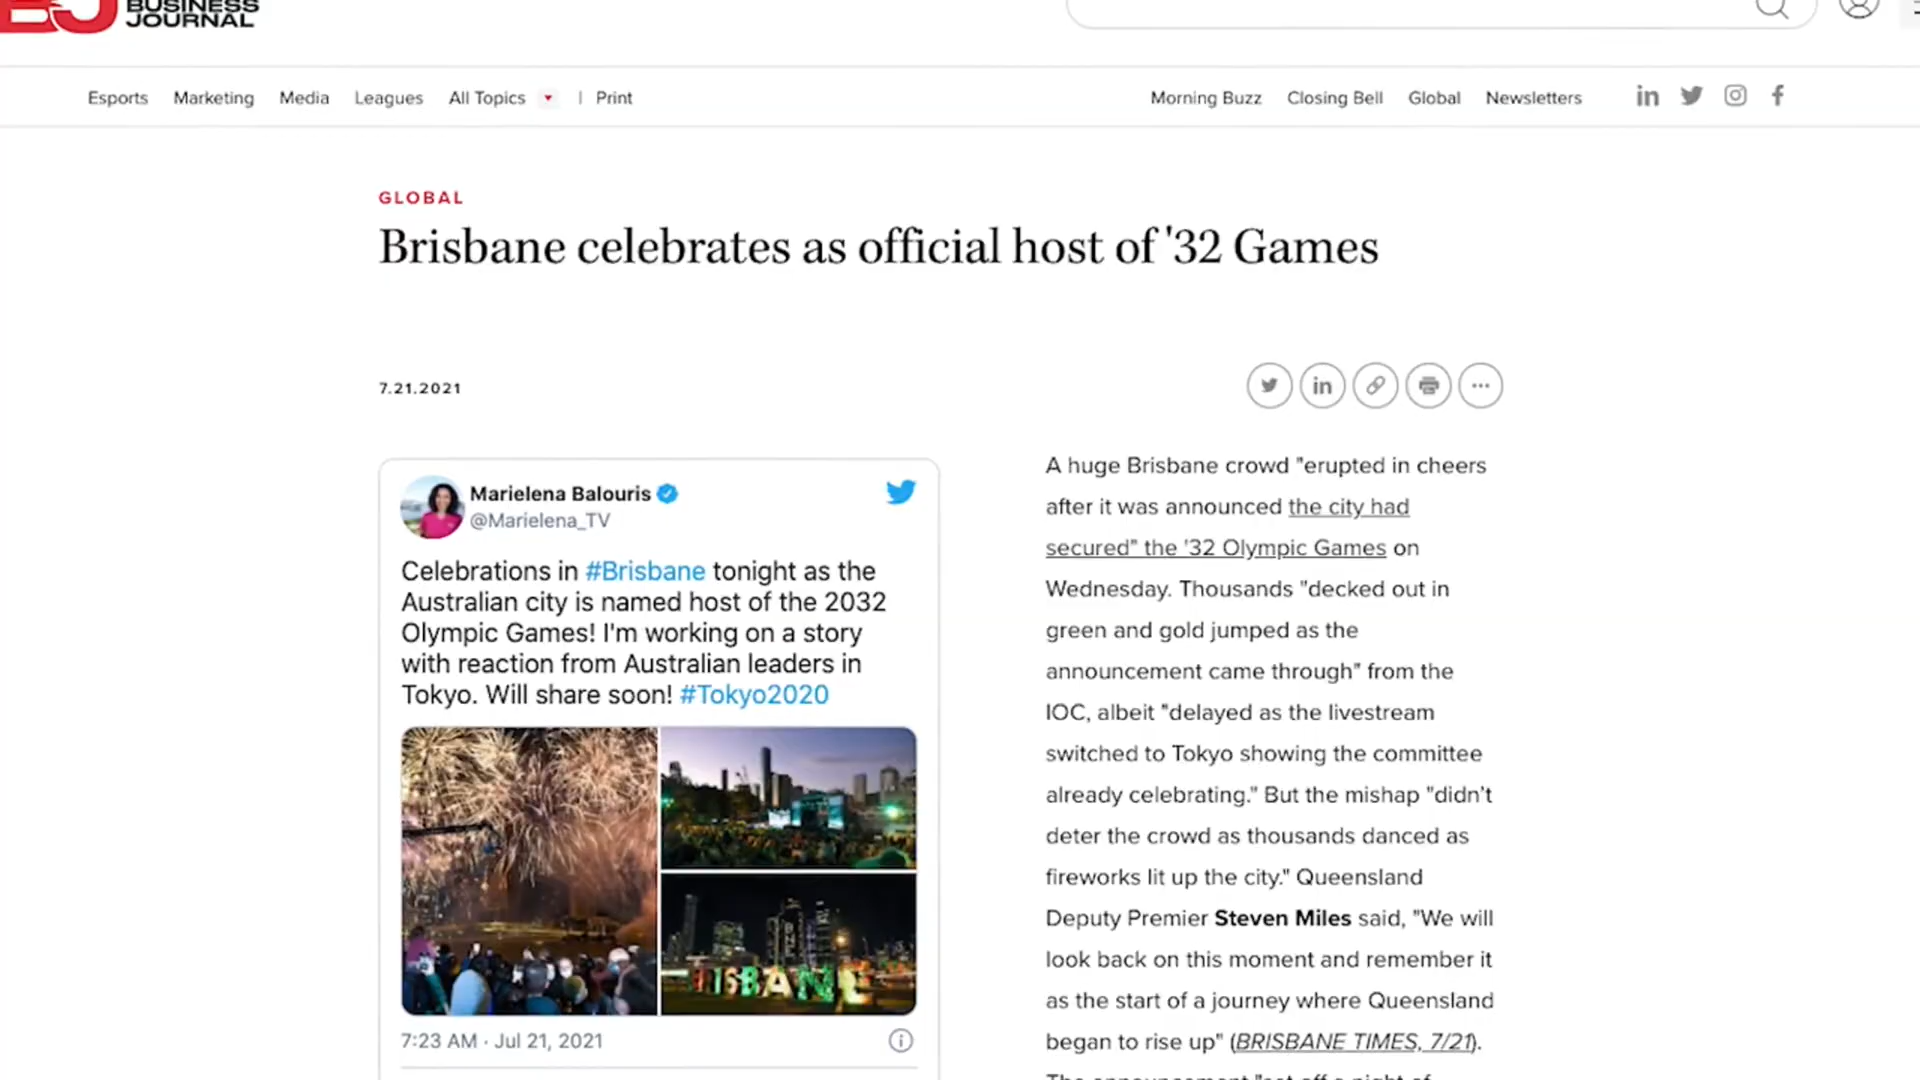 BUSINESS
JOURNAL
Esports Marketing Media Leagues All Topics | Print Morning Buzz Closing Bell Global Newsletters
GLOBAL
Brisbane celebrates as official host of '32 Games
7.21.2021
Marielena Balouris
@Marielena_TV
Celebrations in #Brisbane tonight as the
Australian city is named host of the 2032
Olympic Games! I'm working on a story
with reaction from Australian leaders in
Tokyo. Will share soon! #Tokyo2020
7:23 AM · Jul 21, 2021
A huge Brisbane crowd "erupted in cheers
after it was announced the city had
secured" the '32 Olympic Games on
Wednesday. Thousands "decked out in
green and gold jumped as the
announcement came through" from the
IOC, albeit "delayed as the livestream
switched to Tokyo showing the committee
already celebrating." But the mishap "didn't
deter the crowd as thousands danced as
fireworks lit up the city." Queensland
Deputy Premier Steven Miles said, "We will
look back on this moment and remember it
as the start of a journey where Queensland
began to rise up" (BRISBANE TIMES, 7/21).